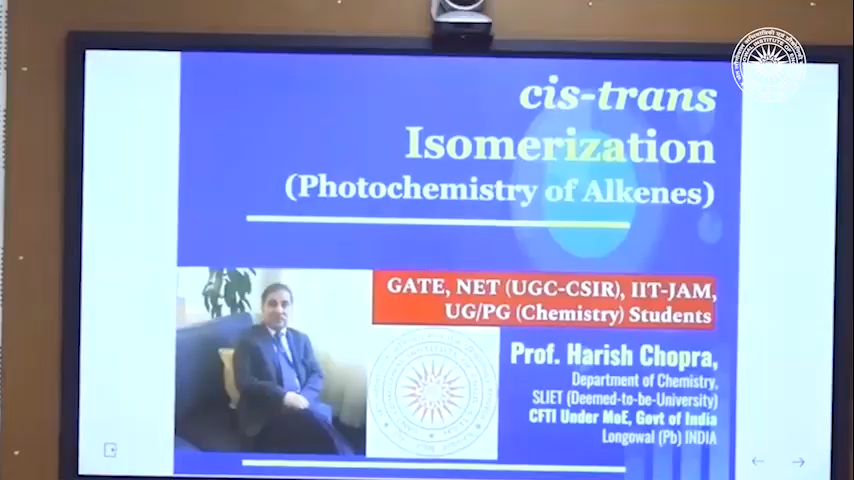 cis-trans
Isomerization
(Photochemistry of Alkenes)
GATE, NET (UGC-CSIR), IIT-JAM,
UG/PG (Chemistry) Students
Prof. Harish Chopra,
Department of Chemistry,
SLIET (Deemed-to-be-University)
CFTI Under MoE, Govt of India
Longowal (Pb) INDIA